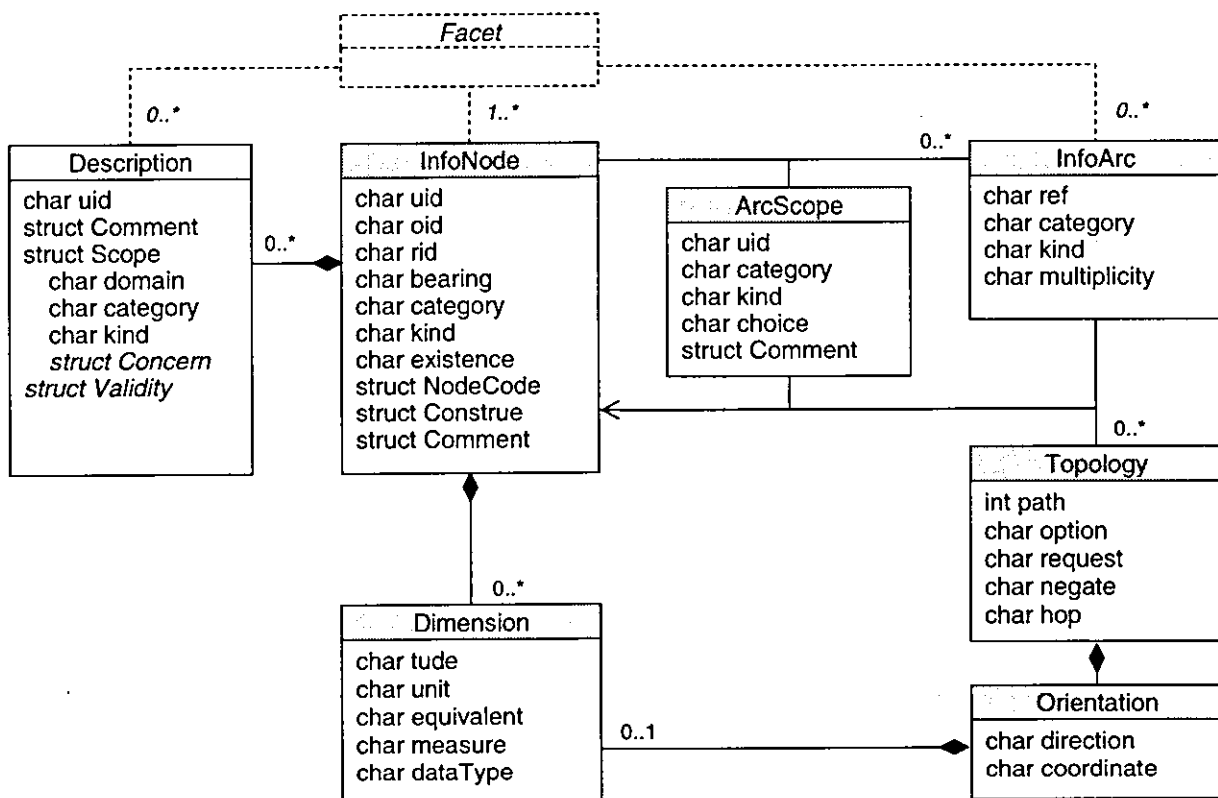 Facet
0..*
1..*
0..*
Description
char uid
struct Comment
struct Scope
char domain
char category
char kind
struct Concern
struct Validity
0..*
InfoNode
char uid
char oid
char rid
char bearing
char category
char kind
char existence
struct NodeCode
struct Construe
struct Comment
0..*
ArcScope
char uid
char category
char kind
char choice
struct Comment
InfoArc
char ref
char category
char kind
char multiplicity
0..*
Topology
int path
char option
char request
char negate
char hop
0..*
Dimension
char tude
char unit
char equivalent
char measure
char dataType
0..1
Orientation
char direction
char coordinate